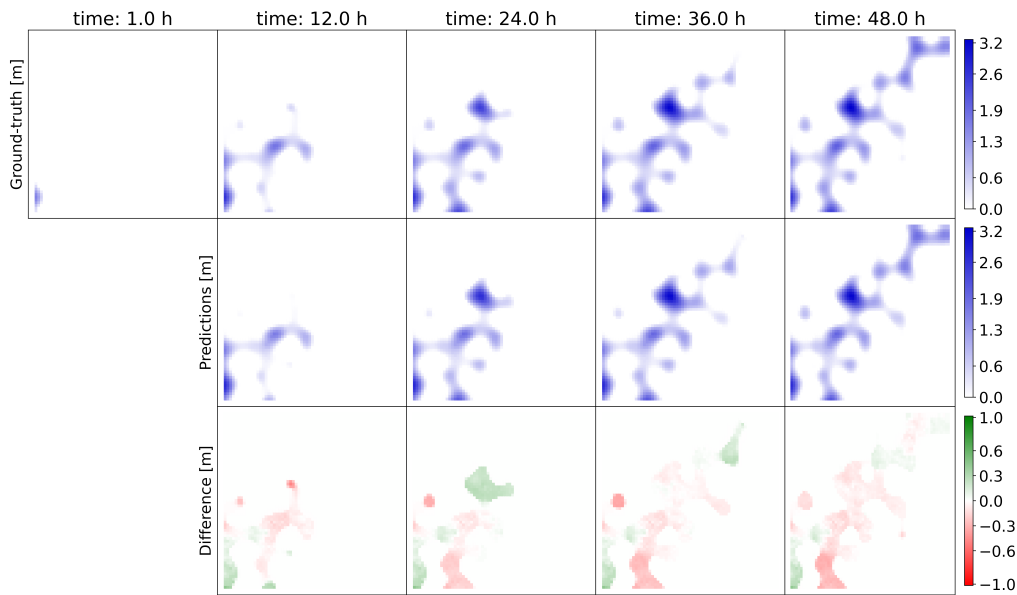 time: 1.0 h
time: 12.0 h
time: 24.0 h
time: 36.0 h
time: 48.0 h
Ground-truth [m]
3.2
2.6
1.9
1.3
0.6
0.0
Predictions [m]
3.2
2.6
1.9
1.3
0.6
0.0
Difference [m]
1.0
0.6
0.3
0.0
−0.3
−0.6
−1.0